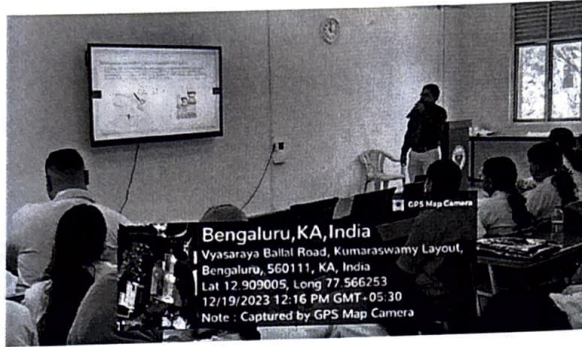 GPS Map Camera
Bengaluru,KA,India
Vyasaraya Ballal Road, Kumaraswamy Layout,
Bengaluru, 560111, KA, India
Lat 12.909005, Long 77.566253
12/19/2023 12:16 PM GMT+05:30
Note : Captured by GPS Map Camera